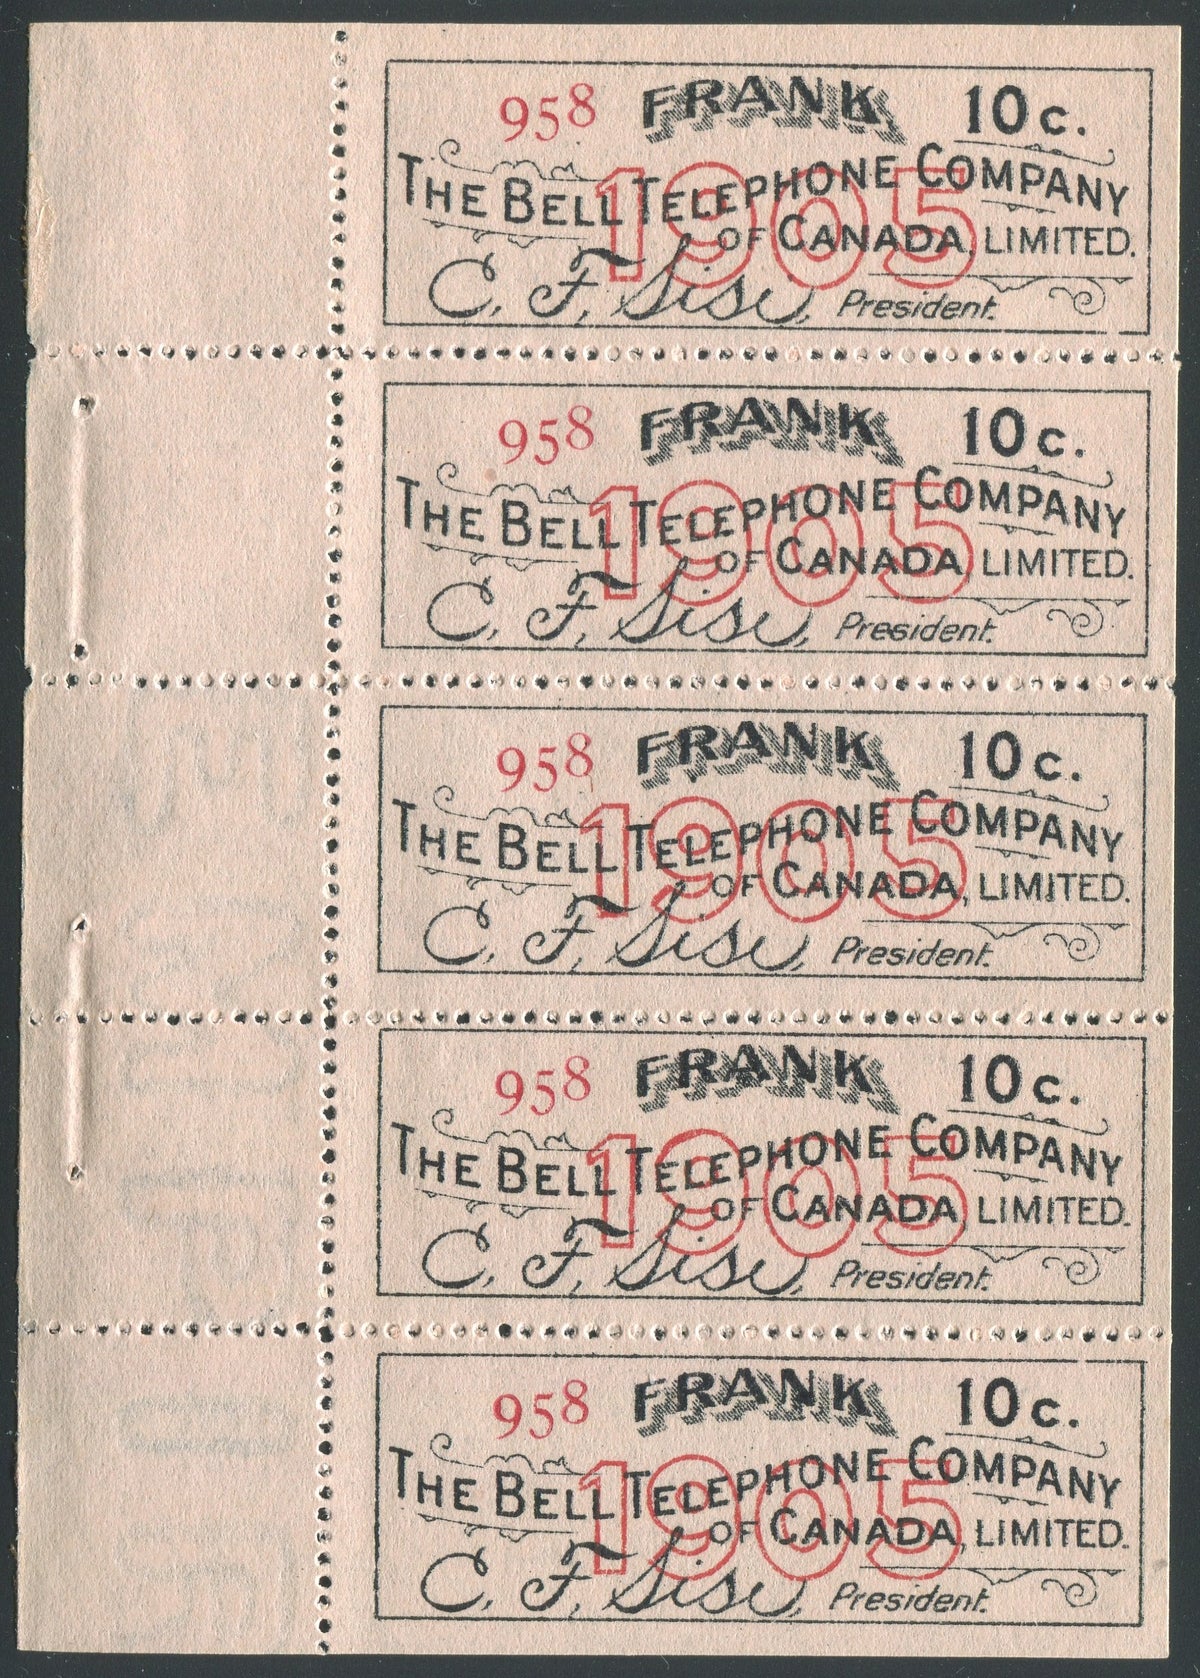 958 FRANK 10c.
THE BELL TELEPHONE COMPANY
1905
OF CANADA, LIMITED.
C. F. Sise, President.
958 FRANK 10c.
THE BELL TELEPHONE COMPANY
1905
OF CANADA, LIMITED.
C. F. Sise, President.
958 FRANK 10c.
THE BELL TELEPHONE COMPANY
1905
OF CANADA, LIMITED.
C. F. Sise, President.
958 FRANK 10c.
THE BELL TELEPHONE COMPANY
1905
OF CANADA, LIMITED.
C. F. Sise, President.
958 FRANK 10c.
THE BELL TELEPHONE COMPANY
1905
OF CANADA, LIMITED.
C. F. Sise, President.